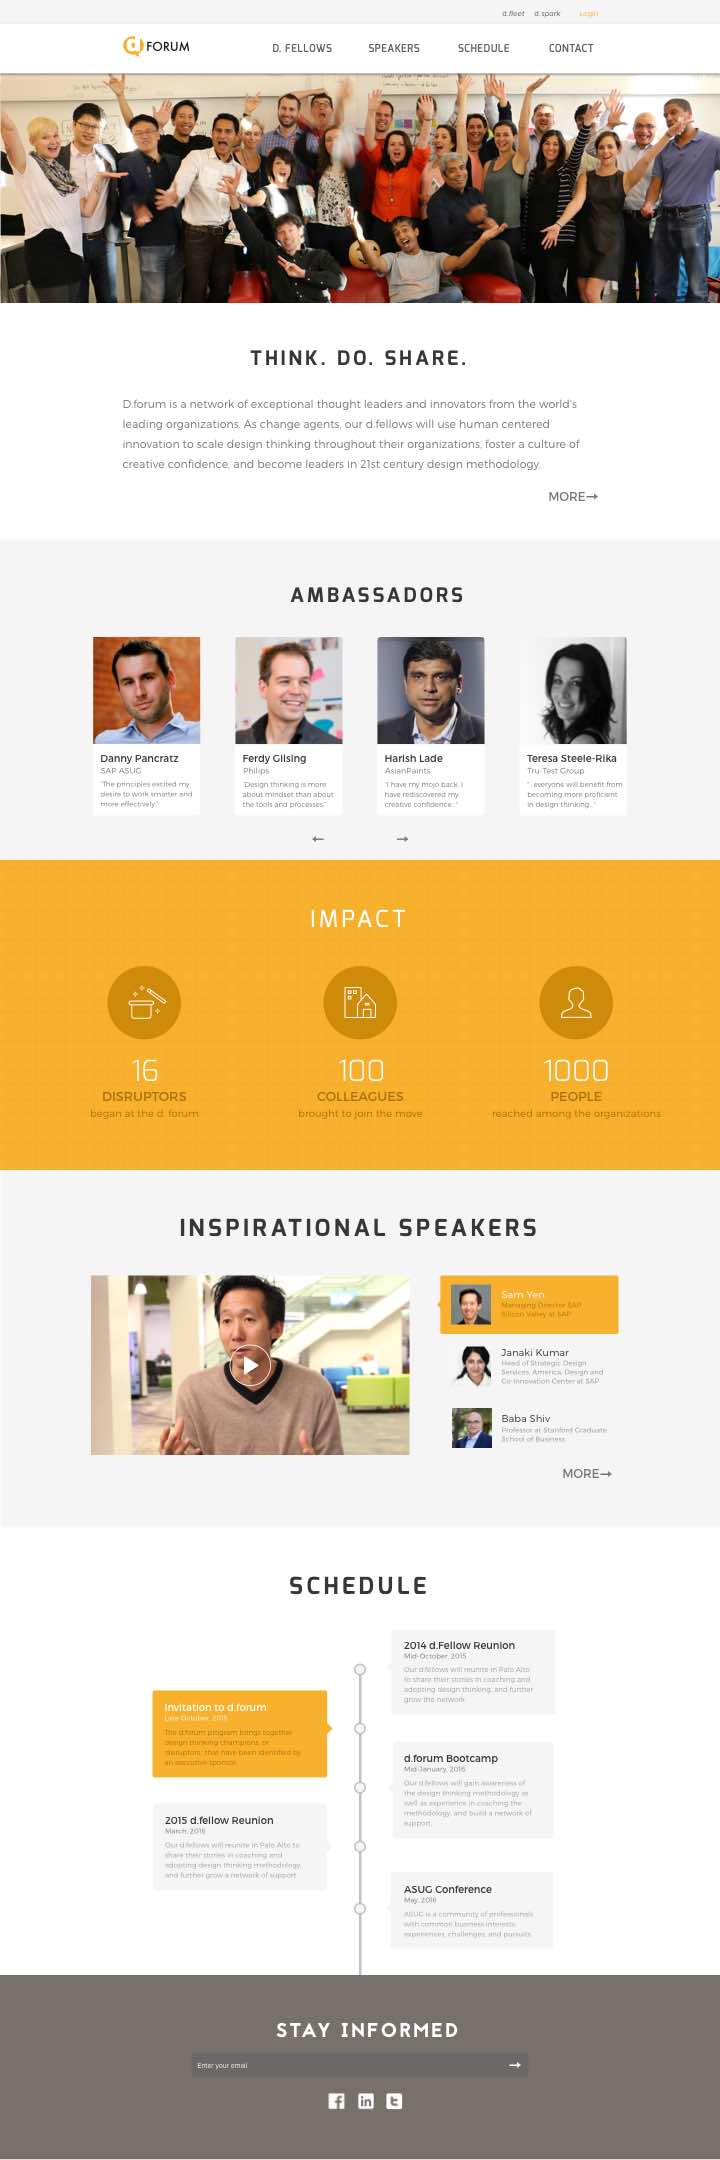 d.fleet d.spark Login
FORUM
D. FELLOWS SPEAKERS SCHEDULE CONTACT
THINK. DO. SHARE.
D.forum is a network of exceptional thought leaders and innovators from the world's
leading organizations. As change agents, our d.fellows will use human centered
innovation to scale design thinking throughout their organizations, foster a culture of
creative confidence, and become leaders in 21st century design methodology.
MORE→
AMBASSADORS
Danny Pancratz
SAP ASUG
"The principles excited my
desire to work smarter and
more effectively."
Ferdy Gilsing
Philips
"Design thinking is more
about mindset than about
the tools and processes."
Harish Lade
AsianPaints
"I have my mojo back. I
have rediscovered my
creative confidence..."
Teresa Steele-Rika
Tru-Test Group
"...everyone will benefit from
becoming more proficient
in design thinking..."
← →
IMPACT
16
DISRUPTORS
began at the d. forum
100
COLLEAGUES
brought to join the move
1000
PEOPLE
reached among the organizations
INSPIRATIONAL SPEAKERS
Sam Yen
Managing Director SAP
Silicon Valley at SAP
Janaki Kumar
Head of Strategic Design
Services, America, Design and
Co-Innovation Center at SAP
Baba Shiv
Professor at Stanford Graduate
School of Business
MORE→
SCHEDULE
2014 d.Fellow Reunion
Mid-October, 2015
Our d.fellows will reunite in Palo Alto
to share their stories in coaching and
adopting design thinking, and further
grow the network.
Invitation to d.forum
Late October, 2015
The d.forum program brings together
design thinking champions, or
disruptors, that have been identified by
an executive sponsor.
d.forum Bootcamp
Mid-January, 2016
Our d.fellows will gain awareness of
the design thinking methodology as
well as experience in coaching the
methodology, and build a network of
support.
2015 d.fellow Reunion
March, 2016
Our d.fellows will reunite in Palo Alto to
share their stories in coaching and
adopting design thinking methodology
and further grow a network of support.
ASUG Conference
May, 2016
ASUG is a community of professionals
with common business interests,
experiences, challenges, and pursuits.
STAY INFORMED
Enter your email →